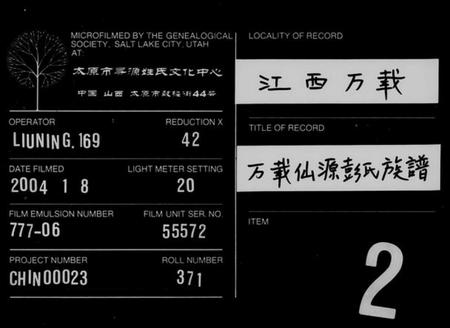 MICROFILMED BY THE GENEALOGICAL
SOCIETY, SALT LAKE CITY, UTAH
AT
太原市寻源姓氏文化中心
中国 山西 太原市 44号
OPERATOR
LIUNING.169
REDUCTION X
42
DATE FILMED
2004 1 8
LIGHT METER SETTING
20
FILM EMULSION NUMBER
777-06
FILM UNIT SER. NO.
55572
PROJECT NUMBER
CHIN00023
ROLL NUMBER
371
LOCALITY OF RECORD
江西万载
TITLE OF RECORD
万载仙源彭氏族譜
ITEM
2